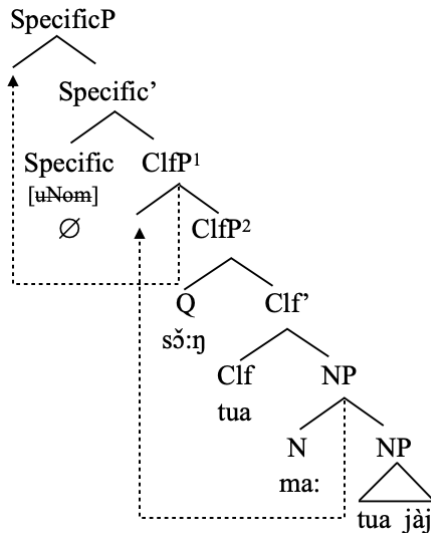 SpecificP
Specific’
Specific ClfP¹
[uNom]
∅ ClfP²
Q Clf’
sɔ̌:ŋ
Clf NP
tua
N NP
ma:
tua jàj